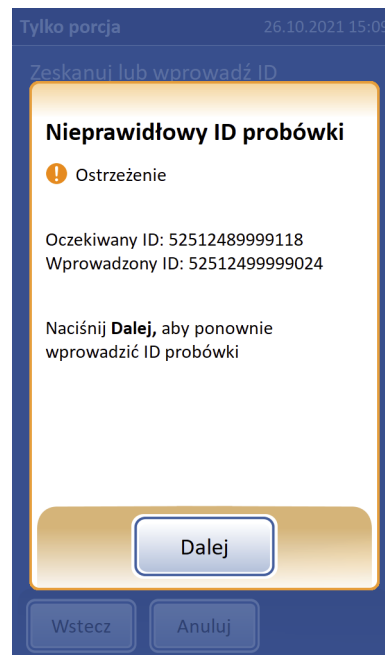 Tylko porcja 26.10.2021 15:09
Zeskanuj lub wprowadź ID
Nieprawidłowy ID probówki
Ostrzeżenie
Oczekiwany ID: 52512489999118
Wprowadzony ID: 52512499999024
Naciśnij Dalej, aby ponownie
wprowadzić ID probówki
Dalej
Wstecz Anuluj